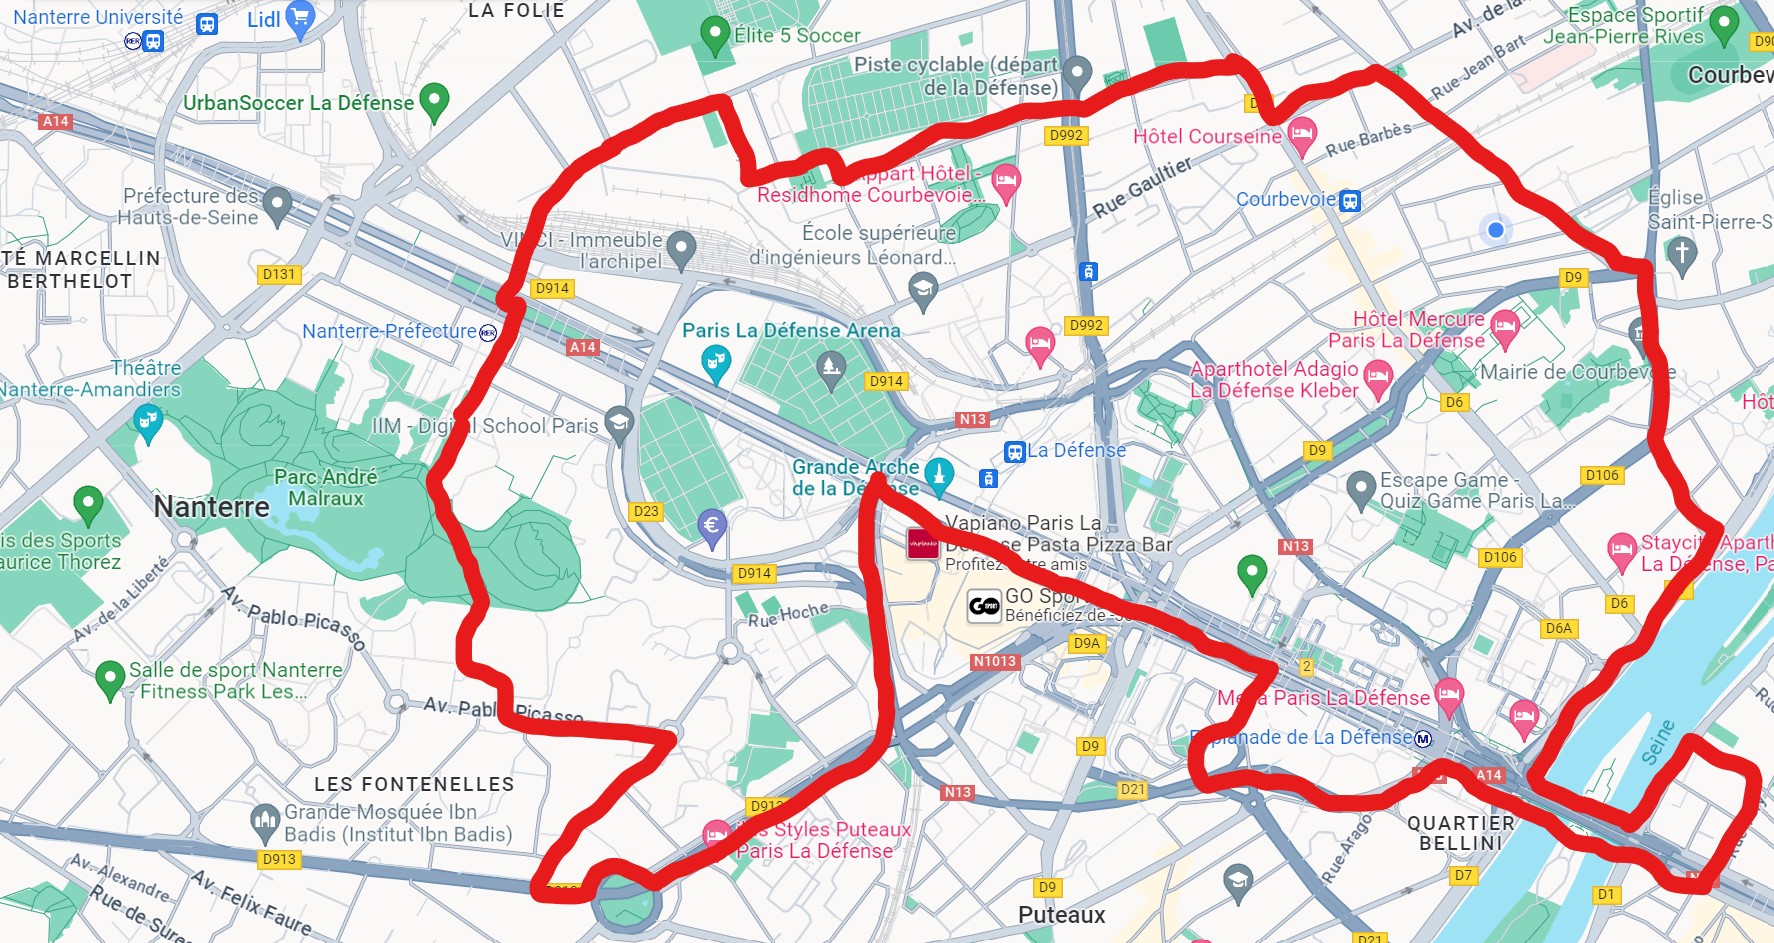 Nanterre Université
RER
Lidl
LA FOLIE
Élite 5 Soccer
Espace Sportif
Jean-Pierre Rives
Courbev
Rue Jean-Bart
Piste cyclable (départ
de la Défense)
UrbanSoccer La Défense
A14
D992
Hôtel Courseine
Rue Barbès
Rue Gaultier
Appart Hôtel -
Residhome Courbevoie...
Courbevoie
Préfecture des
Hauts-de-Seine
VINCI - Immeuble
l'archipel
École supérieure
d'ingénieurs Léonard...
Église
Saint-Pierre-S
TÉ MARCELLIN
BERTHELOT
D131
D914
D9
Nanterre-Préfecture
RER
A14
Paris La Défense Arena
D992
Hôtel Mercure
Paris La Défense
Théâtre
Nanterre-Amandiers
D914
Aparthotel Adagio
La Défense Kleber
Mairie de Courbevoie
D6
Hôt
IIM - Digital School Paris
N13
La Défense
D9
Grande Arche
de la Défense
D106
Parc André
Malraux
Nanterre
Escape Game -
Quiz Game Paris La...
D23
€
is des Sports
aurice Thorez
Vapiano Paris La
Défense Pasta Pizza Bar
Profitez entre amis
vapiano
N13
D106
Staycity Aparth
La Défense, Pa
D914
Av. de la Liberté
Av. Pablo Picasso
Rue Hoche
GO Sport
GO SPORT
Bénéficiez de
D6
D6A
D9A
N1013
2
Salle de sport Nanterre
- Fitness Park Les...
Av. Pablo Picasso
Melia Paris La Défense
Esplanade de La Défense
M
Seine
D9
LES FONTENELLES
N13
D21
A14
Grande Mosquée Ibn
Badis (Institut Ibn Badis)
D913
Styles Puteaux
Paris La Défense
QUARTIER
BELLINI
Rue Arago
D913
Av. Alexandre
Av. Felix Faure
Rue de Sures
D9
D7
D1
Puteaux
D21